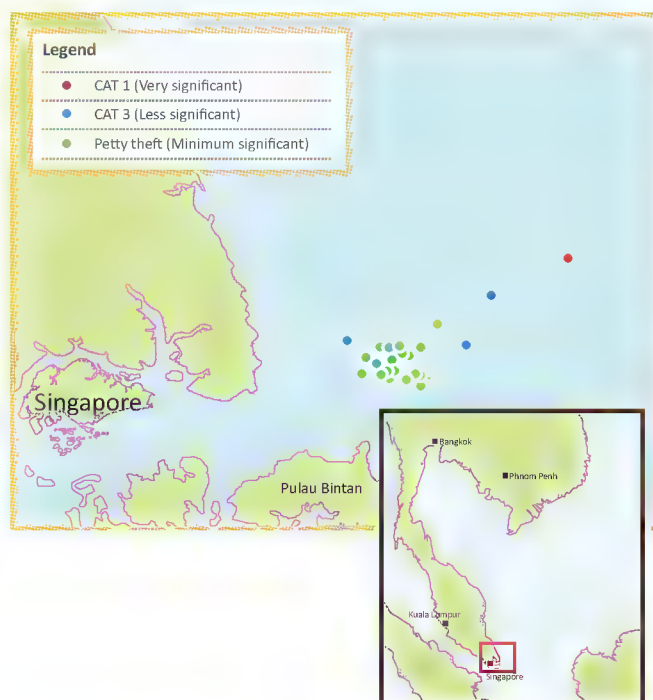 Legend
CAT 1 (Very significant)
CAT 3 (Less significant)
Petty theft (Minimum significant)
Singapore
Pulau Bintan
Bangkok
Phnom Penh
Kuala Lumpur
Singapore